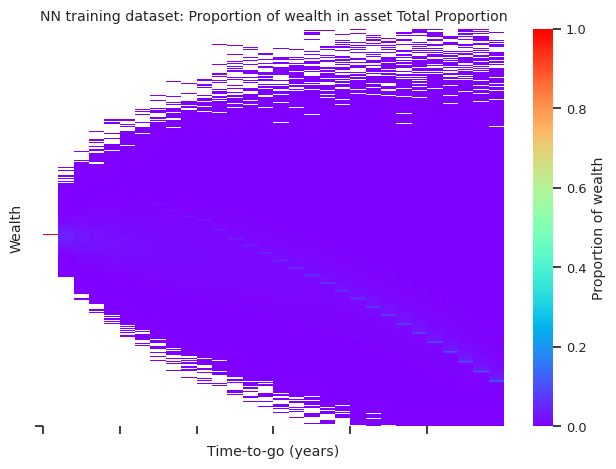 NN training dataset: Proportion of wealth in asset Total Proportion
Wealth
Time-to-go (years)
1.0
0.8
0.6
0.4
0.2
0.0
Proportion of wealth